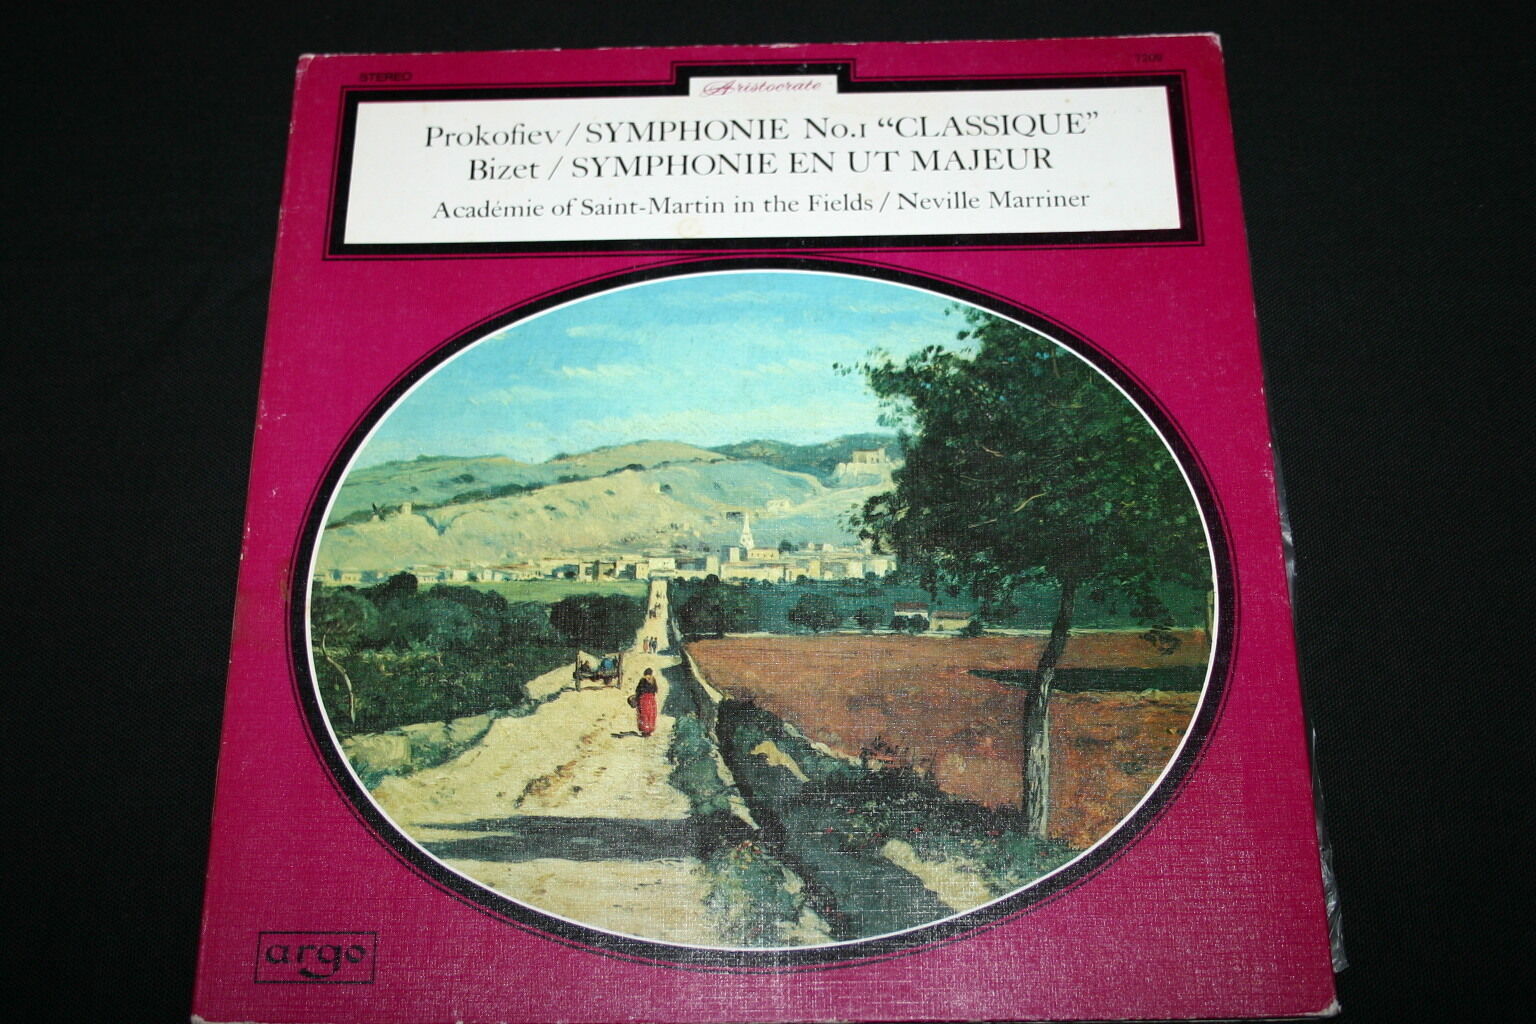 STEREO
7208
Aristocrate
Prokofiev / SYMPHONIE No.1 “CLASSIQUE”
Bizet / SYMPHONIE EN UT MAJEUR
Académie of Saint-Martin in the Fields / Neville Marriner
argo